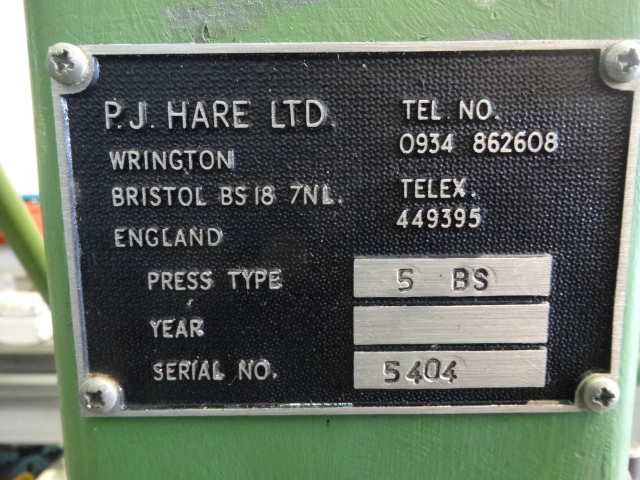 P.J. HARE LTD.
WRINGTON
BRISTOL BS18 7NL.
ENGLAND
TEL NO.
0934 862608
TELEX.
449395
PRESS TYPE 5 BS
YEAR
SERIAL NO. 5404